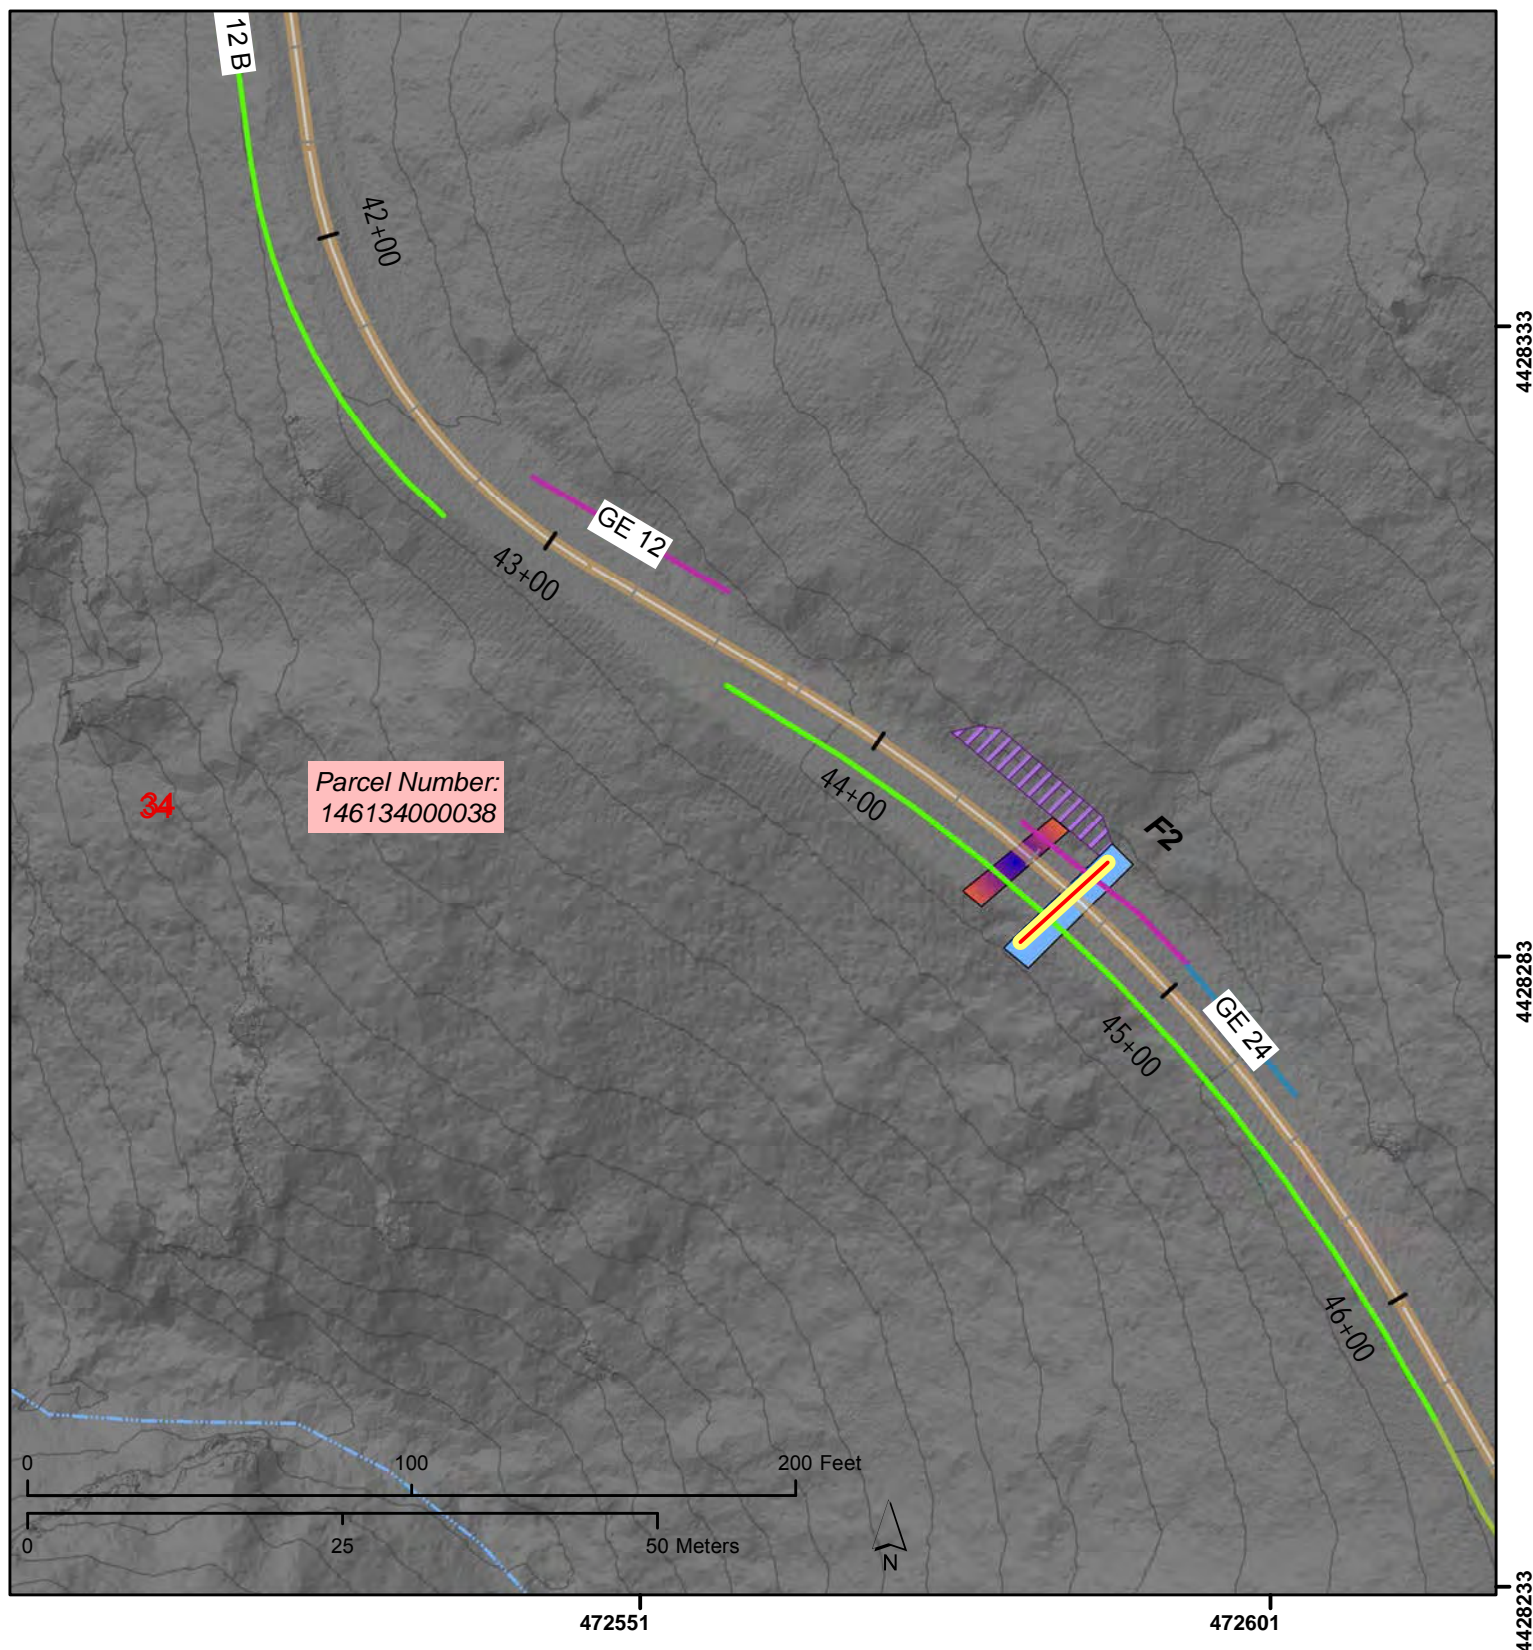 12 B
42+00
4428333
GE 12
43+00
Parcel Number:
146134000038
34
44+00
F2
4428283
GE 24
45+00
46+00
0 100 200 Feet
0 25 50 Meters
N
4428233
472551 472601